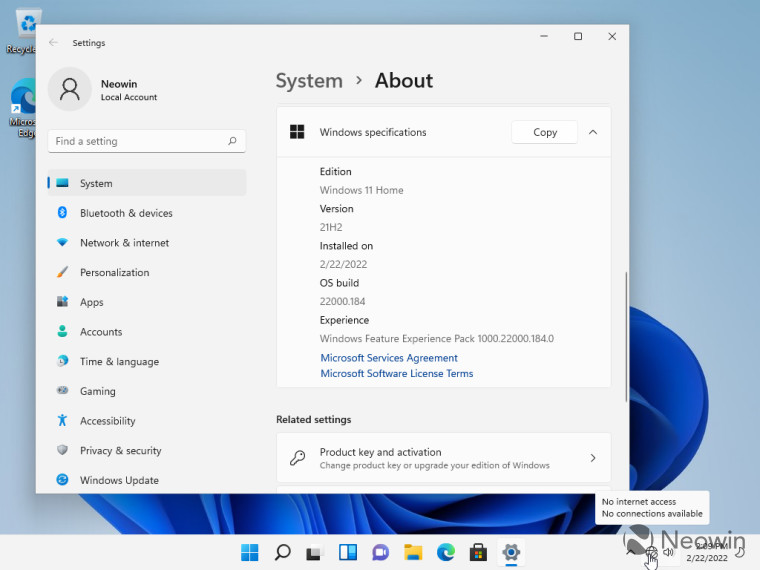 Recycle
Microsoft
Edge
Settings
Neowin
Local Account
Find a setting
System
Bluetooth & devices
Network & internet
Personalization
Apps
Accounts
Time & language
Gaming
Accessibility
Privacy & security
Windows Update
System > About
Windows specifications
Copy
Edition
Windows 11 Home
Version
21H2
Installed on
2/22/2022
OS build
22000.184
Experience
Windows Feature Experience Pack 1000.22000.184.0
Microsoft Services Agreement
Microsoft Software License Terms
Related settings
Product key and activation
Change product key or upgrade your edition of Windows
No internet access
No connections available
Neowin
2:09 PM
2/22/2022